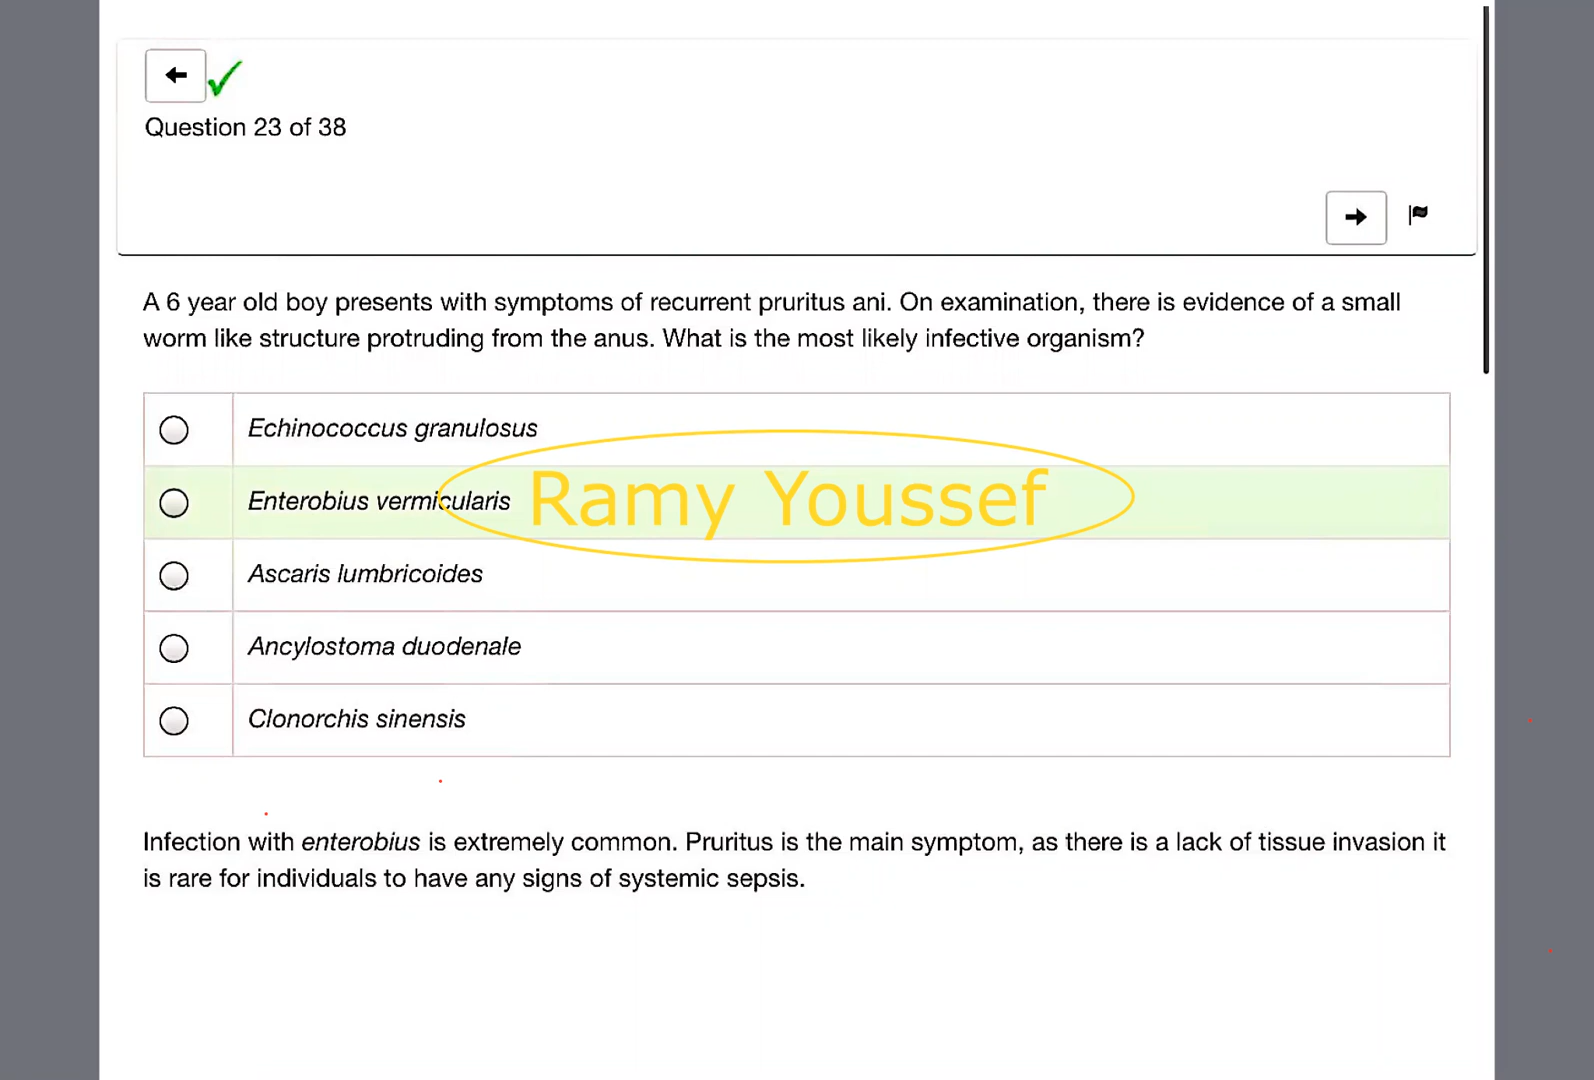 Question 23 of 38
A 6 year old boy presents with symptoms of recurrent pruritus ani. On examination, there is evidence of a small
worm like structure protruding from the anus. What is the most likely infective organism?
Echinococcus granulosus
Enterobius vermicularis
Ramy Youssef
Ascaris lumbricoides
Ancylostoma duodenale
Clonorchis sinensis
Infection with enterobius is extremely common. Pruritus is the main symptom, as there is a lack of tissue invasion it
is rare for individuals to have any signs of systemic sepsis.